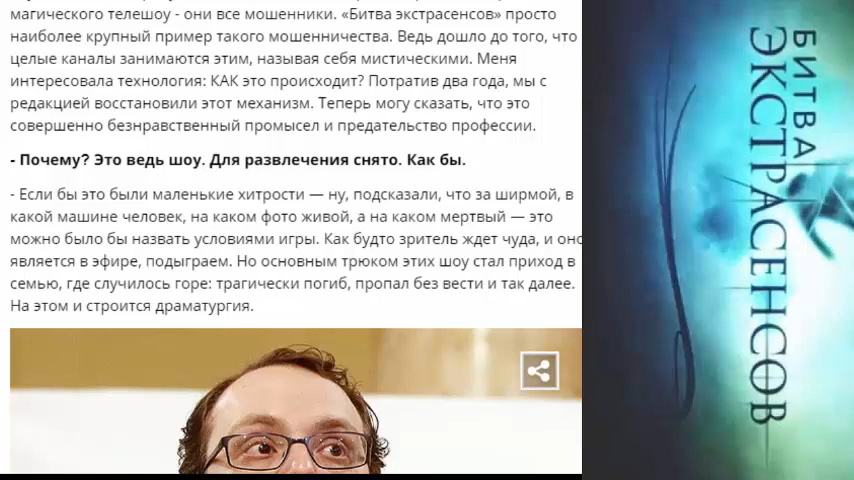 магического телешоу - они все мошенники. «Битва экстрасенсов» просто
наиболее крупный пример такого мошенничества. Ведь дошло до того, что
целые каналы занимаются этим, называя себя мистическими. Меня
интересовала технология: КАК это происходит? Потратив два года, мы с
редакцией восстановили этот механизм. Теперь могу сказать, что это
совершенно безнравственный промысел и предательство профессии.
- Почему? Это ведь шоу. Для развлечения снято. Как бы.
- Если бы это были маленькие хитрости — ну, подсказали, что за ширмой, в
какой машине человек, на каком фото живой, а на каком мертвый — это
можно было бы назвать условиями игры. Как будто зритель ждет чуда, и оно
является в эфире, подыграем. Но основным трюком этих шоу стал приход в
семью, где случилось горе: трагически погиб, пропал без вести и так далее.
На этом и строится драматургия.
БИТВА
ЭКСТРАСЕНСОВ